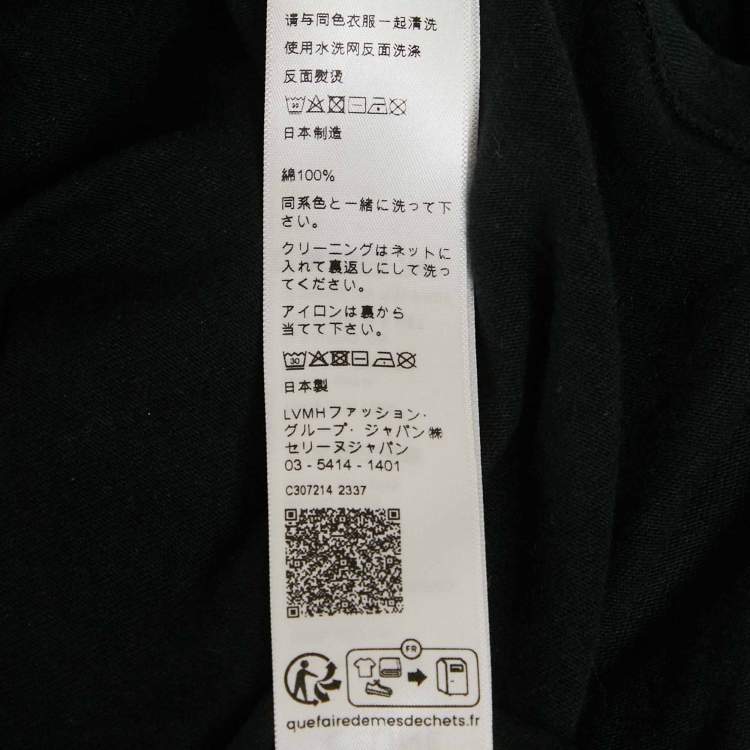 请与同色衣服一起清洗
使用水洗网反面洗涤
反面熨烫
30
日本制造
綿100%
同系色と一緒に洗って下
さい。
クリーニングはネットに
入れて裏返しにして洗っ
てください。
アイロンは裏から
当てて下さい。
30
日本製
LVMHファッション・
グループ・ジャパン㈱
セリーヌジャパン
03 - 5414 - 1401
C307214 2337
FR
quefairedemesdechets.fr